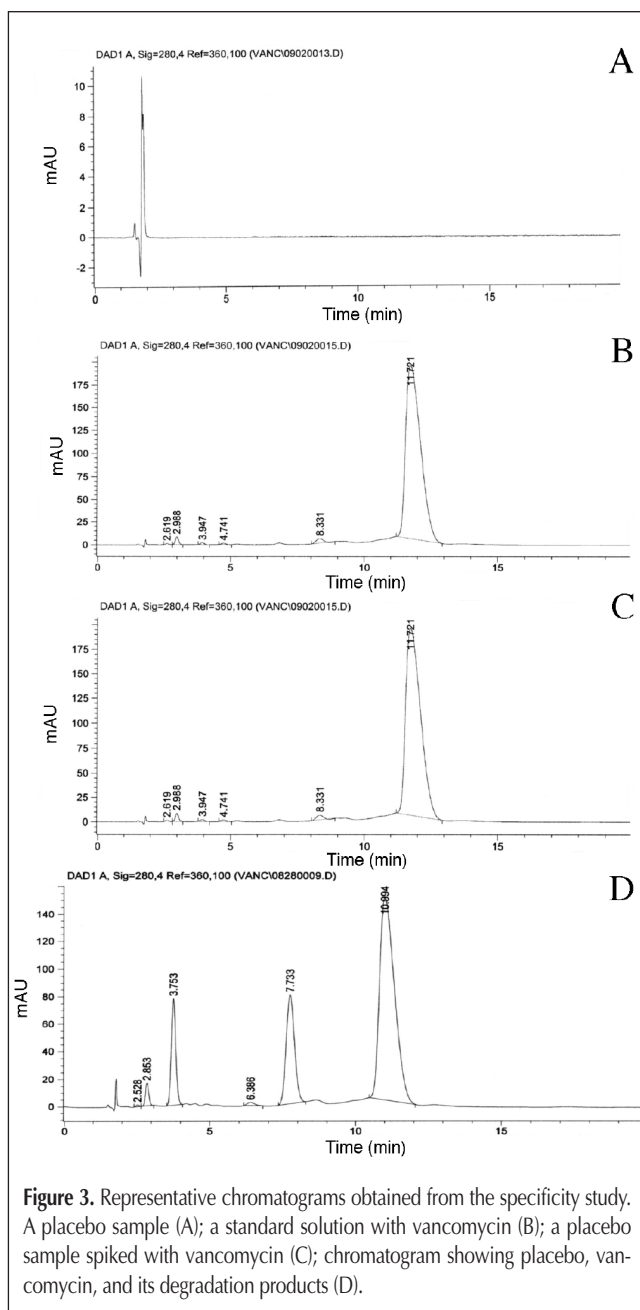 DAD1 A, Sig=280,4 Ref=360,100 (VANC\09020013.D)
A
mAU
10
8
6
4
2
0
-2
0 5 10 15
Time (min)
DAD1 A, Sig=280,4 Ref=360,100 (VANC\09020015.D)
B
mAU
175
150
125
100
75
50
25
0
2.619
2.988
3.947
4.741
8.331
11.721
0 5 10 15
Time (min)
DAD1 A, Sig=280,4 Ref=360,100 (VANC\09020015.D)
C
mAU
175
150
125
100
75
50
25
0
2.619
2.988
3.947
4.741
8.331
11.721
0 5 10 15
Time (min)
DAD1 A, Sig=280,4 Ref=360,100 (VANC\08280009.D)
D
mAU
140
120
100
80
60
40
20
0
2.528
2.853
3.753
6.386
7.733
10.994
0 5 10 15
Time (min)
Figure 3. Representative chromatograms obtained from the specificity study.
A placebo sample (A); a standard solution with vancomycin (B); a placebo
sample spiked with vancomycin (C); chromatogram showing placebo, van-
comycin, and its degradation products (D).